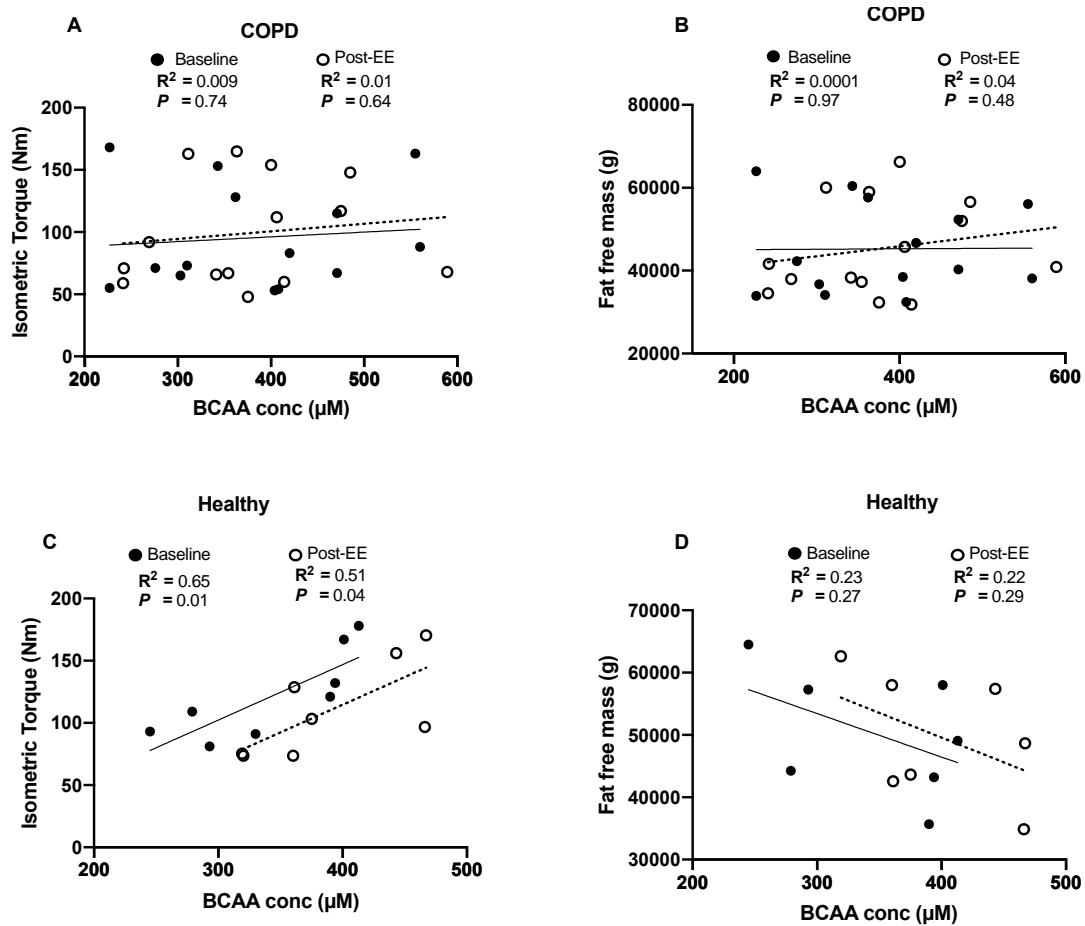 A
COPD
Baseline
Post-EE
R² = 0.009
R² = 0.01
P = 0.74
P = 0.64
200
150
100
50
0
Isometric Torque (Nm)
200
300
400
500
600
BCAA conc (µM)
B
COPD
Baseline
Post-EE
R² = 0.0001
R² = 0.04
P = 0.97
P = 0.48
80000
60000
40000
20000
Fat free mass (g)
200
400
600
BCAA conc (µM)
Healthy
C
Baseline
Post-EE
R² = 0.65
R² = 0.51
P = 0.01
P = 0.04
200
150
100
50
0
Isometric Torque (Nm)
200
300
400
500
BCAA conc (µM)
Healthy
D
Baseline
Post-EE
R² = 0.23
R² = 0.22
P = 0.27
P = 0.29
70000
60000
50000
40000
30000
Fat free mass (g)
200
300
400
500
BCAA conc (µM)